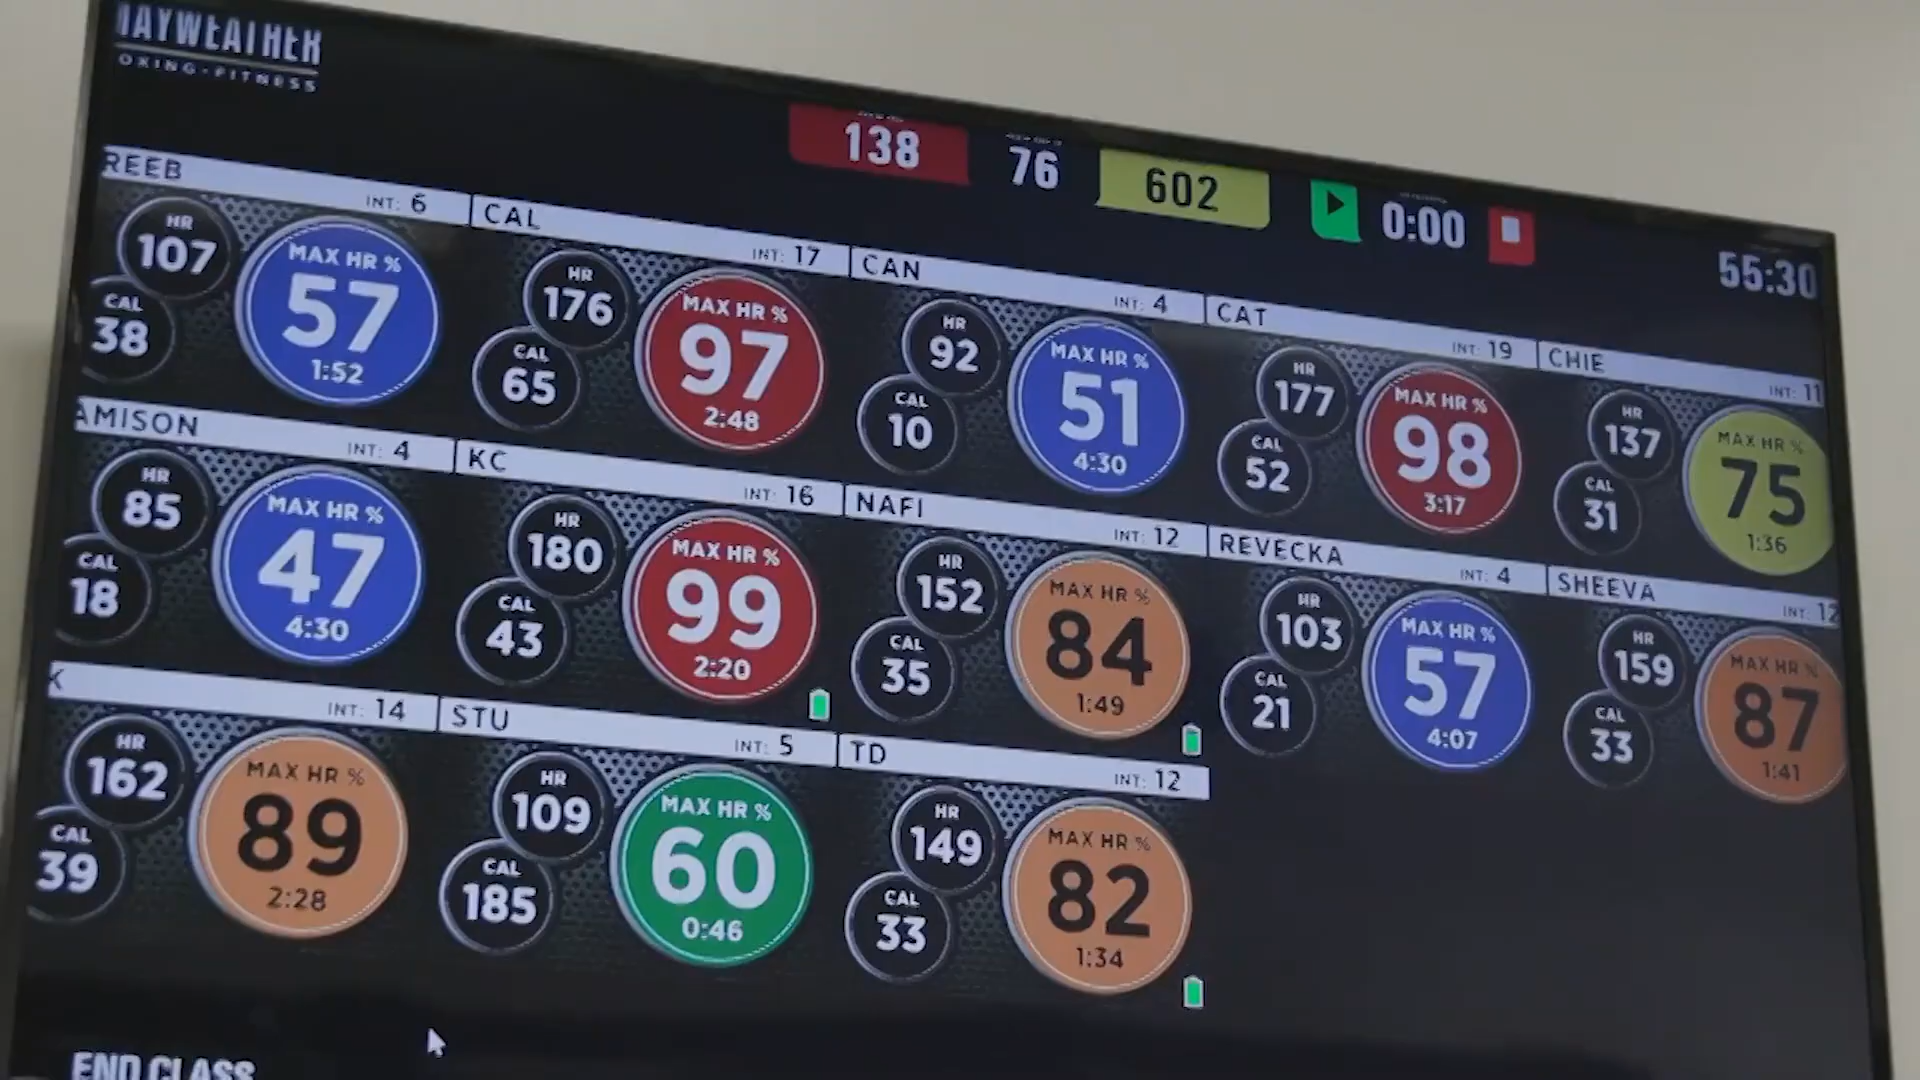 MAYWEATHER
BOXING + FITNESS
138
76
602
0:00
55:30
REEB
INT: 6
HR
107
CAL
38
MAX HR %
57
1:52
CAL
INT: 17
HR
176
CAL
65
MAX HR %
97
2:48
CAN
INT: 4
HR
92
CAL
10
MAX HR %
51
4:30
CAT
INT: 19
HR
177
CAL
52
MAX HR %
98
3:17
CHIE
INT: 11
HR
137
CAL
31
MAX HR %
75
1:36
AMISON
INT: 4
HR
85
CAL
18
MAX HR %
47
4:30
KC
INT: 16
HR
180
CAL
43
MAX HR %
99
2:20
NAFI
INT: 12
HR
152
CAL
35
MAX HR %
84
1:49
REVECKA
INT: 4
HR
103
CAL
21
MAX HR %
57
4:07
SHEEVA
INT: 12
HR
159
CAL
33
MAX HR %
87
1:41
K
INT: 14
HR
162
CAL
39
MAX HR %
89
2:28
STU
INT: 5
HR
109
CAL
185
MAX HR %
60
0:46
TD
INT: 12
HR
149
CAL
33
MAX HR %
82
1:34
END CLASS